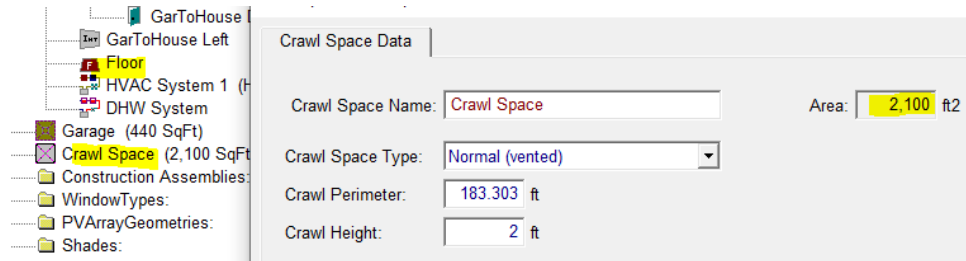 GarToHouse
GarToHouse Left
Floor
HVAC System 1
DHW System
Garage (440 SqFt)
Crawl Space (2,100 SqFt
Construction Assemblies:
WindowTypes:
PVArrayGeometries:
Shades:
Crawl Space Data
Crawl Space Name: Crawl Space Area: 2,100 ft2
Crawl Space Type: Normal (vented)
Crawl Perimeter: 183.303 ft
Crawl Height: 2 ft